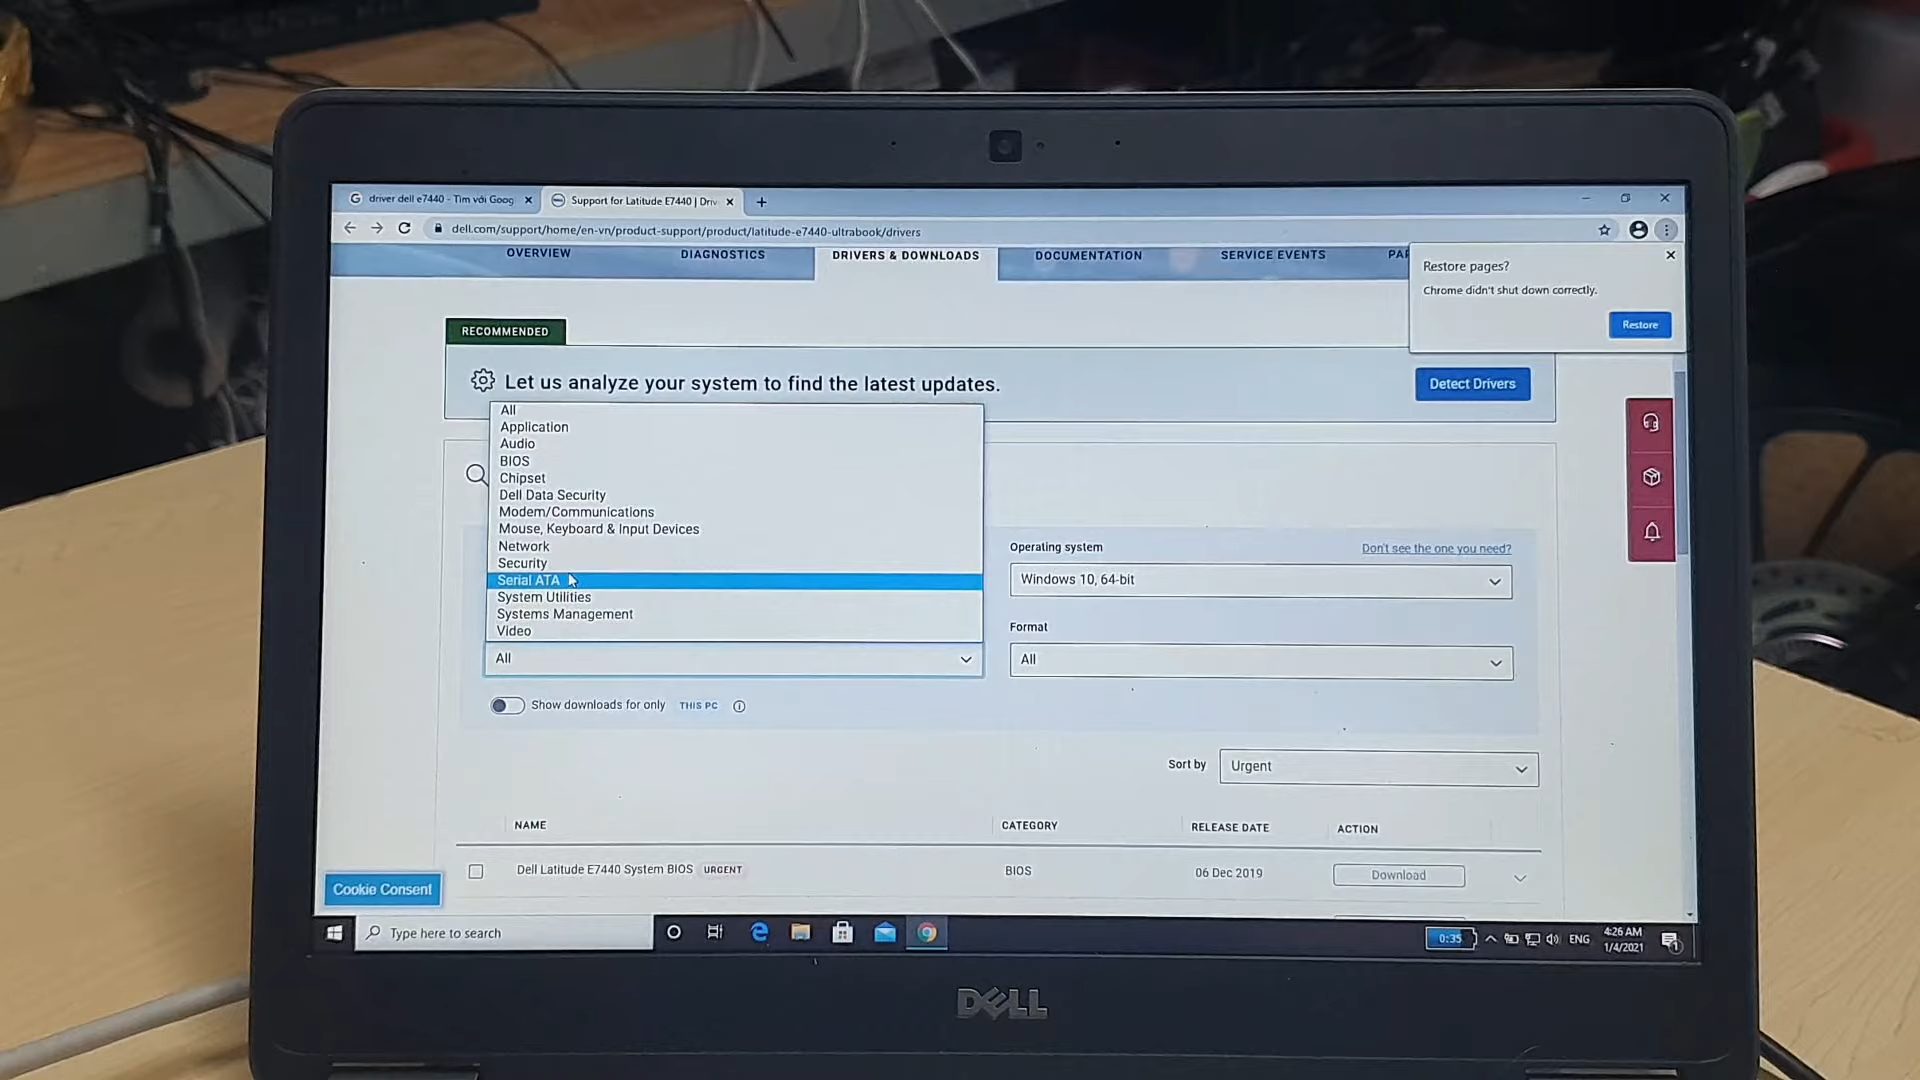 driver dell e7440 - Tìm với Goog
Support for Latitude E7440 | Driv
dell.com/support/home/en-vn/product-support/product/latitude-e7440-ultrabook/drivers
OVERVIEW
DIAGNOSTICS
DRIVERS & DOWNLOADS
DOCUMENTATION
SERVICE EVENTS
PAR
Restore pages?
Chrome didn't shut down correctly.
Restore
RECOMMENDED
Let us analyze your system to find the latest updates.
Detect Drivers
All
Application
Audio
BIOS
Chipset
Dell Data Security
Modem/Communications
Mouse, Keyboard & Input Devices
Network
Security
Serial ATA
System Utilities
Systems Management
Video
All
Operating system
Don't see the one you need?
Windows 10, 64-bit
Format
All
Show downloads for only THIS PC
Sort by
Urgent
NAME
CATEGORY
RELEASE DATE
ACTION
Dell Latitude E7440 System BIOS URGENT
BIOS
06 Dec 2019
Download
Cookie Consent
Type here to search
0:35
ENG
4:26 AM
1/4/2021
1
DELL